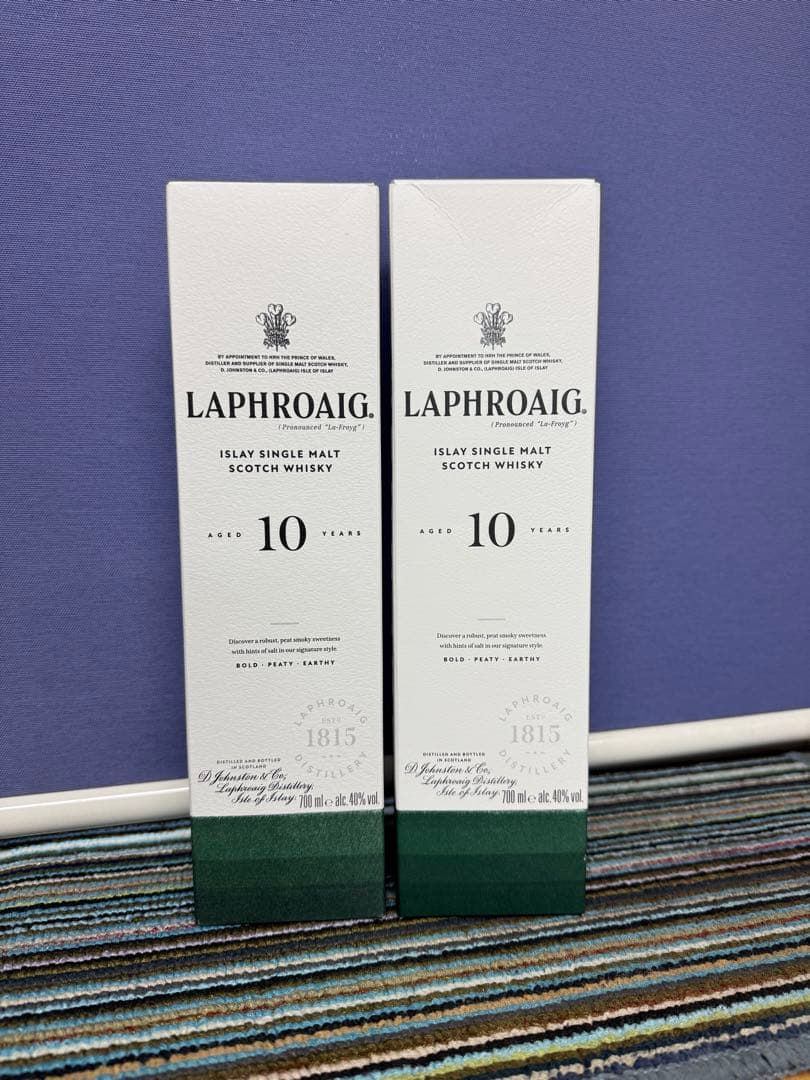 BY APPOINTMENT TO HRH THE PRINCE OF WALES,
DISTILLER AND SUPPLIER OF SINGLE MALT SCOTCH WHISKY,
D. JOHNSTON & CO., (LAPHROAIG) ISLE OF ISLAY
LAPHROAIG®
(Pronounced "La-Froyg")
ISLAY SINGLE MALT
SCOTCH WHISKY
AGED 10 YEARS
Discover a robust, peat smoky sweetness
with hints of salt in our signature style
BOLD · PEATY · EARTHY
LAPHROAIG
ESTD
1815
DISTILLERY
DISTILLED AND BOTTLED
IN SCOTLAND
D. Johnston & Co;
Laphroaig Distillery,
Isle of Islay. 700 ml e alc. 40% vol.
BY APPOINTMENT TO HRH THE PRINCE OF WALES,
DISTILLER AND SUPPLIER OF SINGLE MALT SCOTCH WHISKY,
D. JOHNSTON & CO., (LAPHROAIG) ISLE OF ISLAY
LAPHROAIG®
(Pronounced "La-Froyg")
ISLAY SINGLE MALT
SCOTCH WHISKY
AGED 10 YEARS
Discover a robust, peat smoky sweetness
with hints of salt in our signature style
BOLD · PEATY · EARTHY
LAPHROAIG
ESTD
1815
DISTILLERY
DISTILLED AND BOTTLED
IN SCOTLAND
D. Johnston & Co;
Laphroaig Distillery,
Isle of Islay. 700 ml e alc. 40% vol.